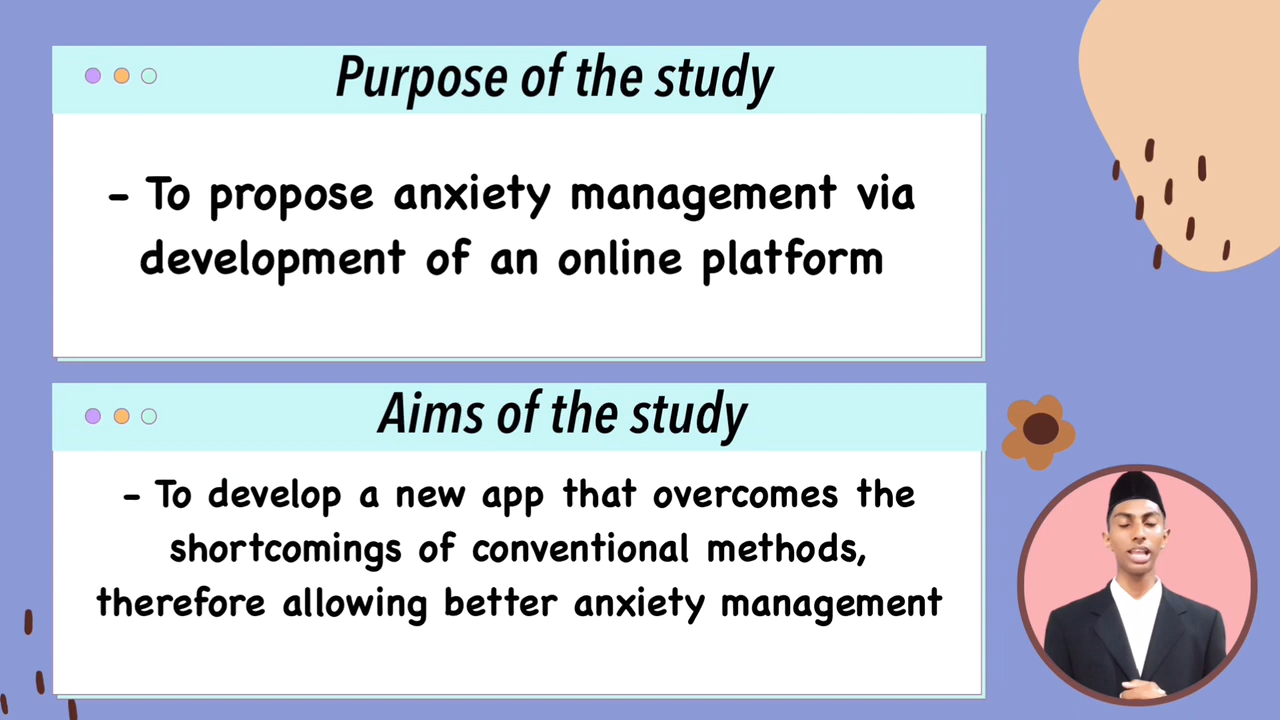 Purpose of the study
- To propose anxiety management via
development of an online platform
Aims of the study
- To develop a new app that overcomes the
shortcomings of conventional methods,
therefore allowing better anxiety management